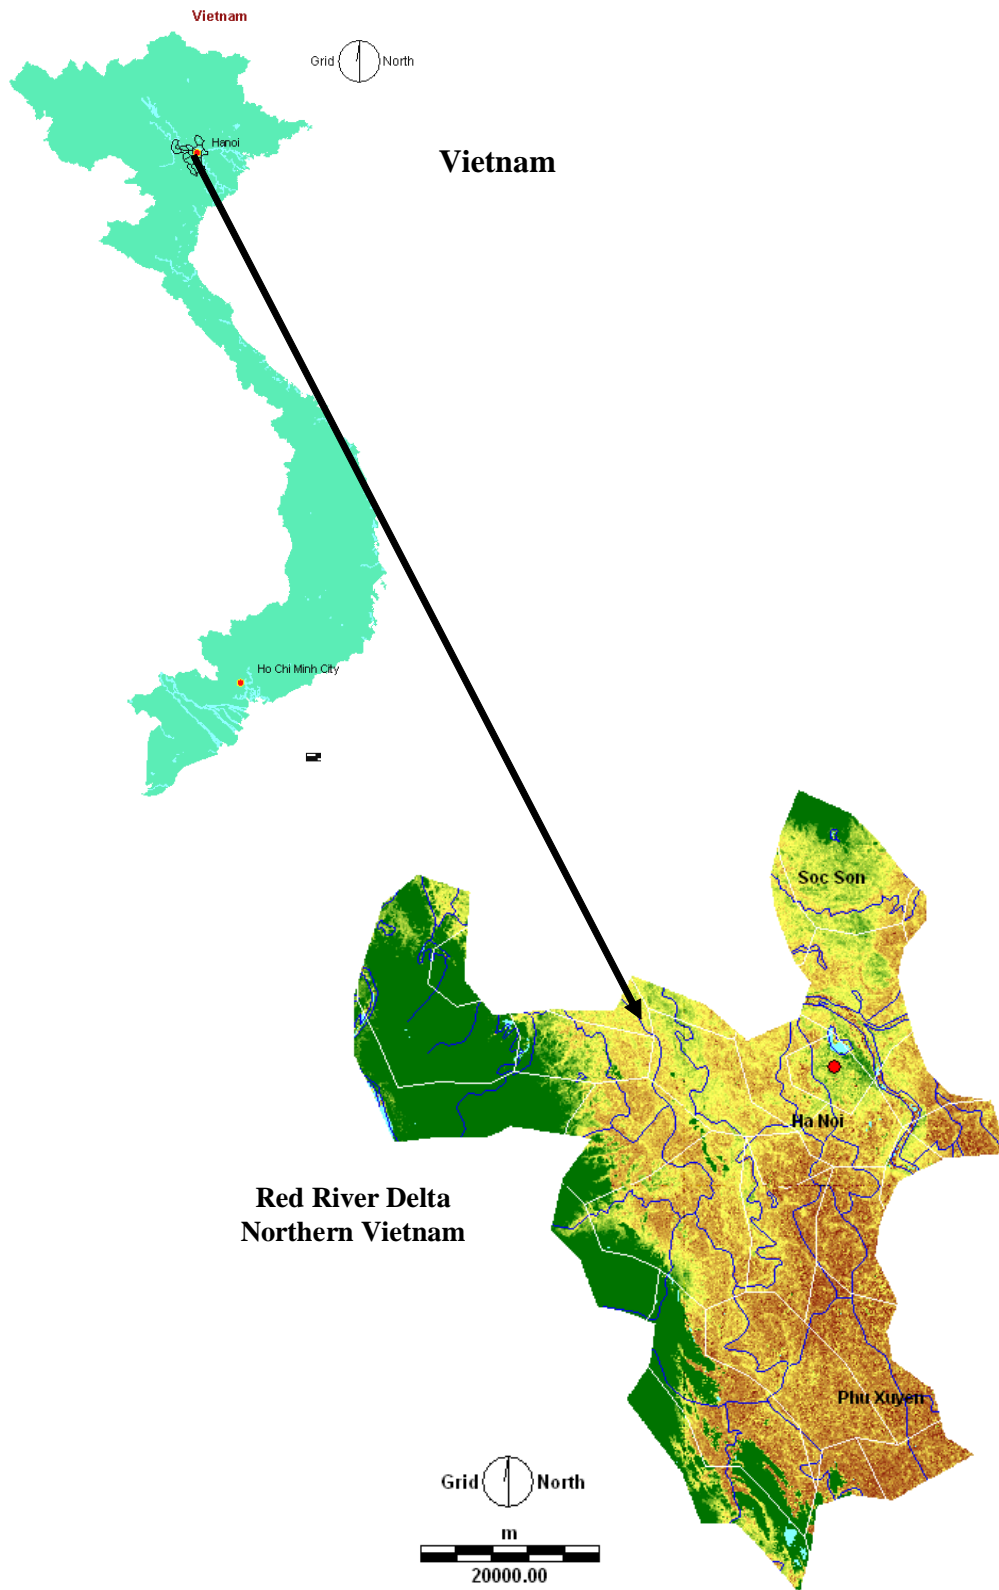 Vietnam
Grid North
Hanoi
Vietnam
Ho Chi Minh City
Soc Son
Ha Noi
Red River Delta
Northern Vietnam
Phu Xuyen
Grid North
m
20000.00